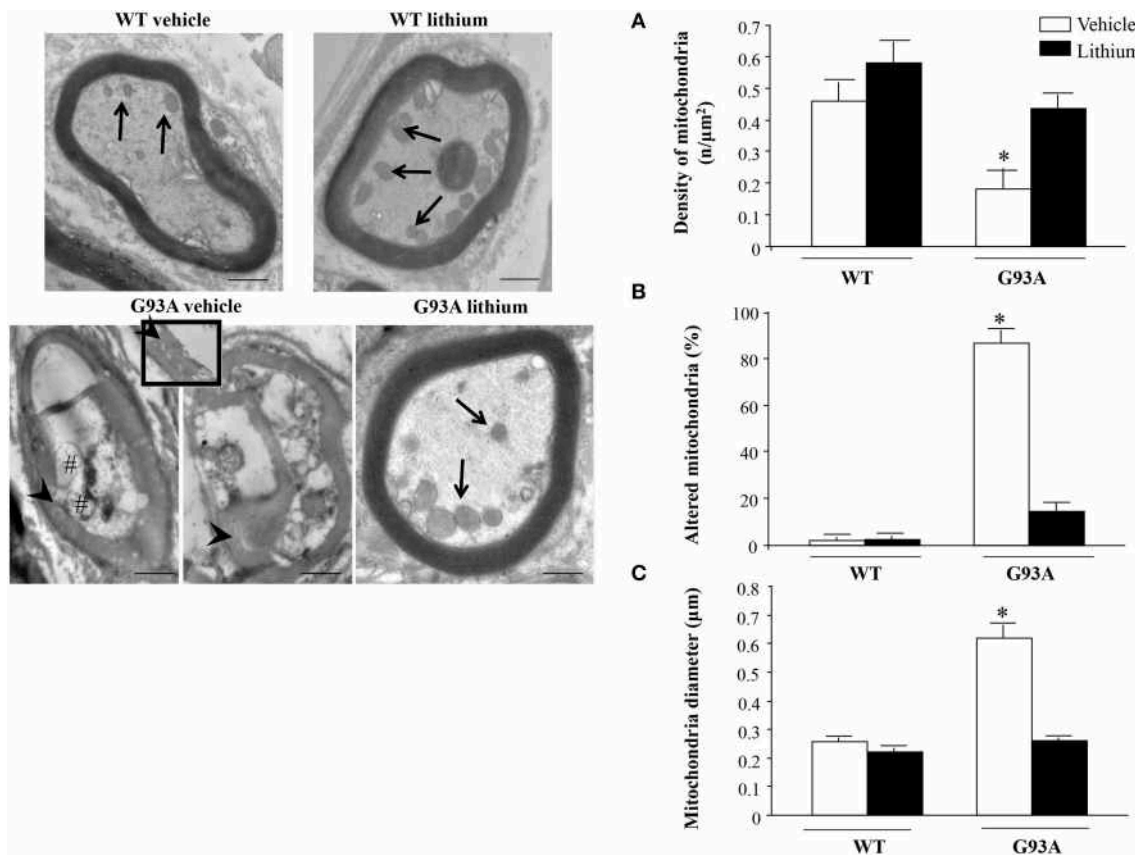 WT vehicle
WT lithium
G93A vehicle
G93A lithium
#
#
A
Vehicle
Lithium
Density of mitochondria
(n/µm²)
0.7
0.6
0.5
0.4
0.3
0.2
0.1
0
*
WT
G93A
B
Altered mitochondria (%)
100
80
60
40
20
0
*
WT
G93A
C
Mitochondria diameter (µm)
0.8
0.7
0.6
0.5
0.4
0.3
0.2
0.1
0
*
WT
G93A